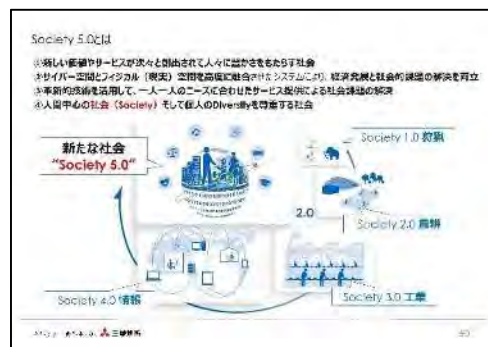 Society 5.0とは
①新しい価値やサービスが次々と創出されて人々に豊かさをもたらす社会
②サイバー空間とフィジカル（現実）空間を高度に融合させたシステムにより、経済発展と社会的課題の解決を両立
③革新的技術を活用して、一人一人のニーズに合わせたサービス提供による社会課題の解決
④人間中心の社会（Society）そして個人のDiversityを尊重する社会
新たな社会
“Society 5.0”
Society 1.0 狩猟
2.0
Society 2.0 農耕
Society 4.0 情報
Society 3.0 工業